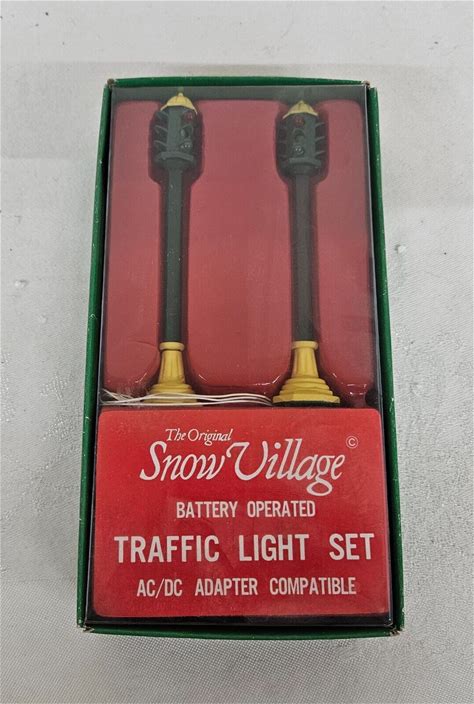 The Original
Snow Village ©
BATTERY OPERATED
TRAFFIC LIGHT SET
AC/DC ADAPTER COMPATIBLE